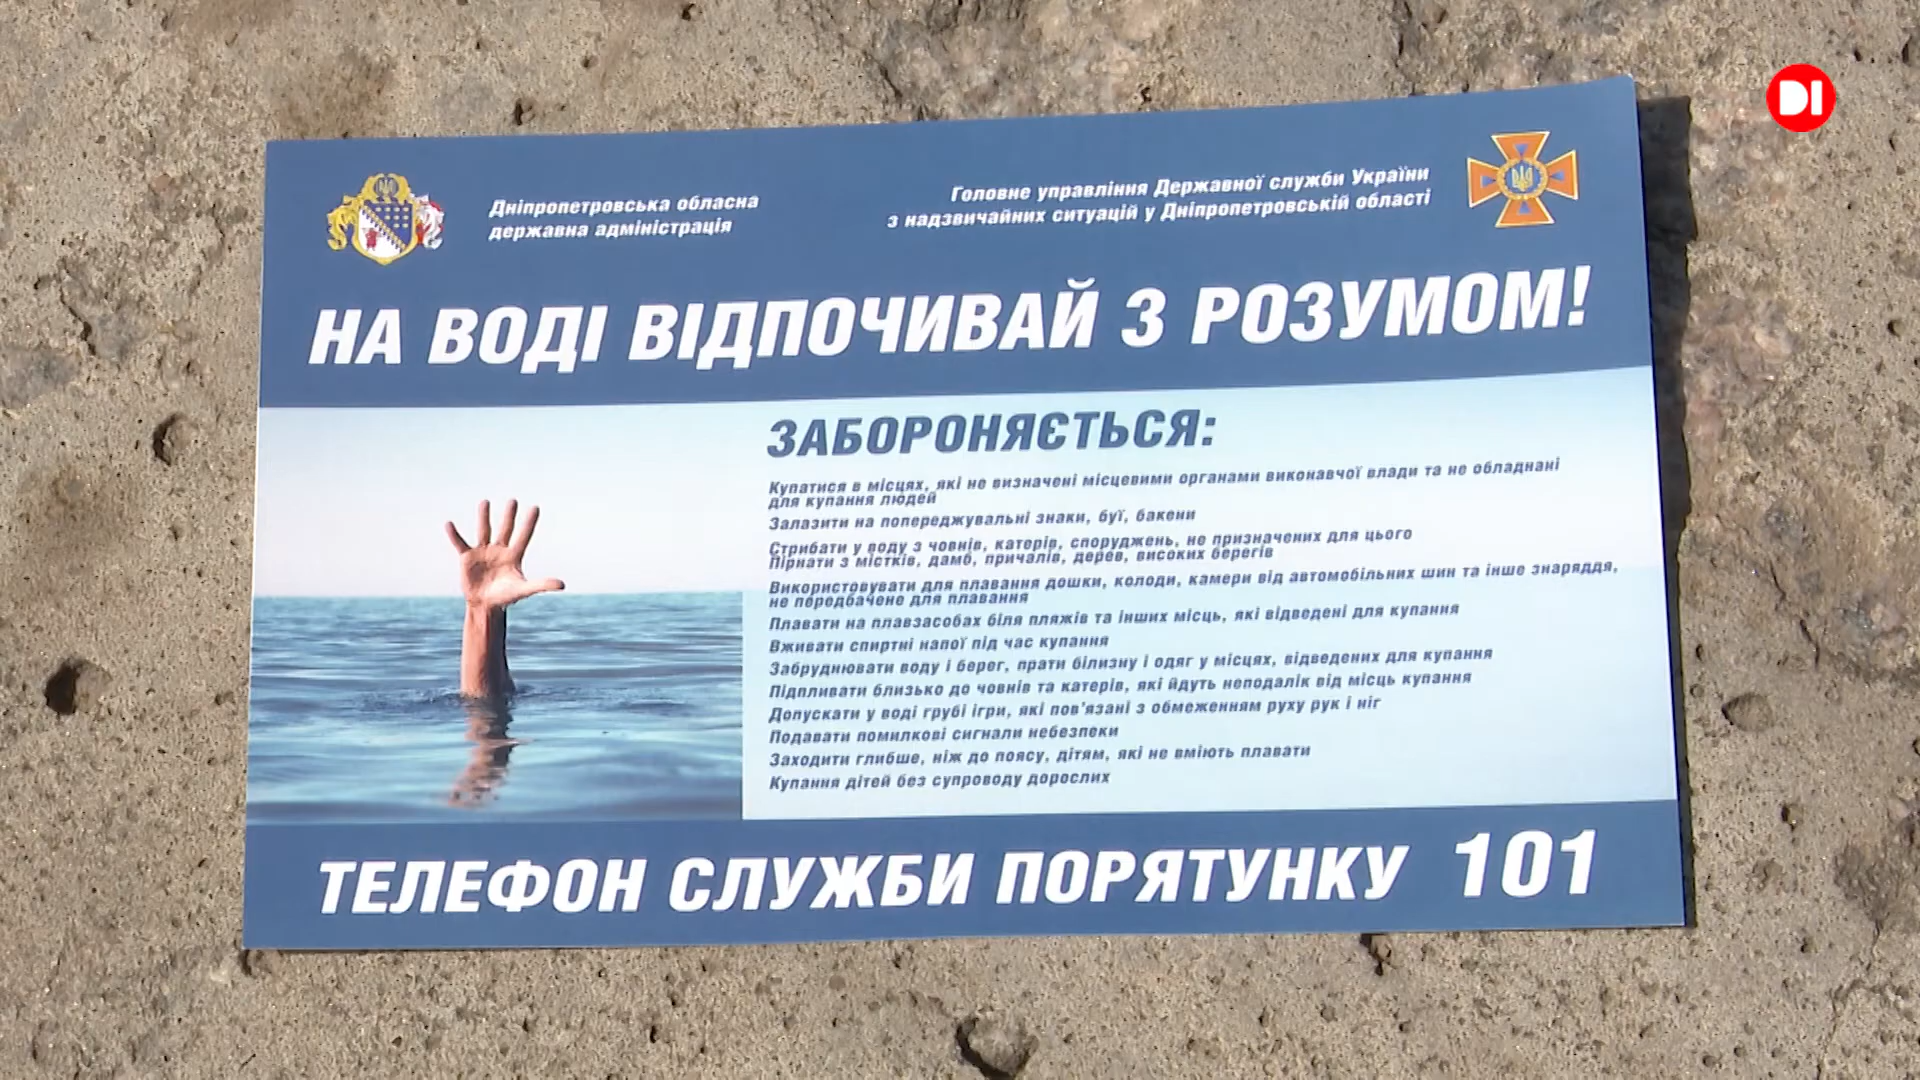 DI
Дніпропетровська обласна
державна адміністрація
Головне управління Державної служби України
з надзвичайних ситуацій у Дніпропетровській області
НА ВОДІ ВІДПОЧИВАЙ З РОЗУМОМ!
ЗАБОРОНЯЄТЬСЯ:
Купатися в місцях, які не визначені місцевими органами виконавчої влади та не обладнані
для купання людей
Залазити на попереджувальні знаки, буї, бакени
Стрибати у воду з човнів, катерів, споруджень, не призначених для цього
Пірнати з містків, дамб, причалів, дерев, високих берегів
Використовувати для плавання дошки, колоди, камери від автомобільних шин та інше знаряддя,
не передбачене для плавання
Плавати на плавзасобах біля пляжів та інших місць, які відведені для купання
Вживати спиртні напої під час купання
Забруднювати воду і берег, прати білизну і одяг у місцях, відведених для купання
Підпливати близько до човнів та катерів, які йдуть неподалік від місць купання
Допускати у воді грубі ігри, які пов'язані з обмеженням руху рук і ніг
Подавати помилкові сигнали небезпеки
Заходити глибше, ніж до поясу, дітям, які не вміють плавати
Купання дітей без супроводу дорослих
ТЕЛЕФОН СЛУЖБИ ПОРЯТУНКУ 101